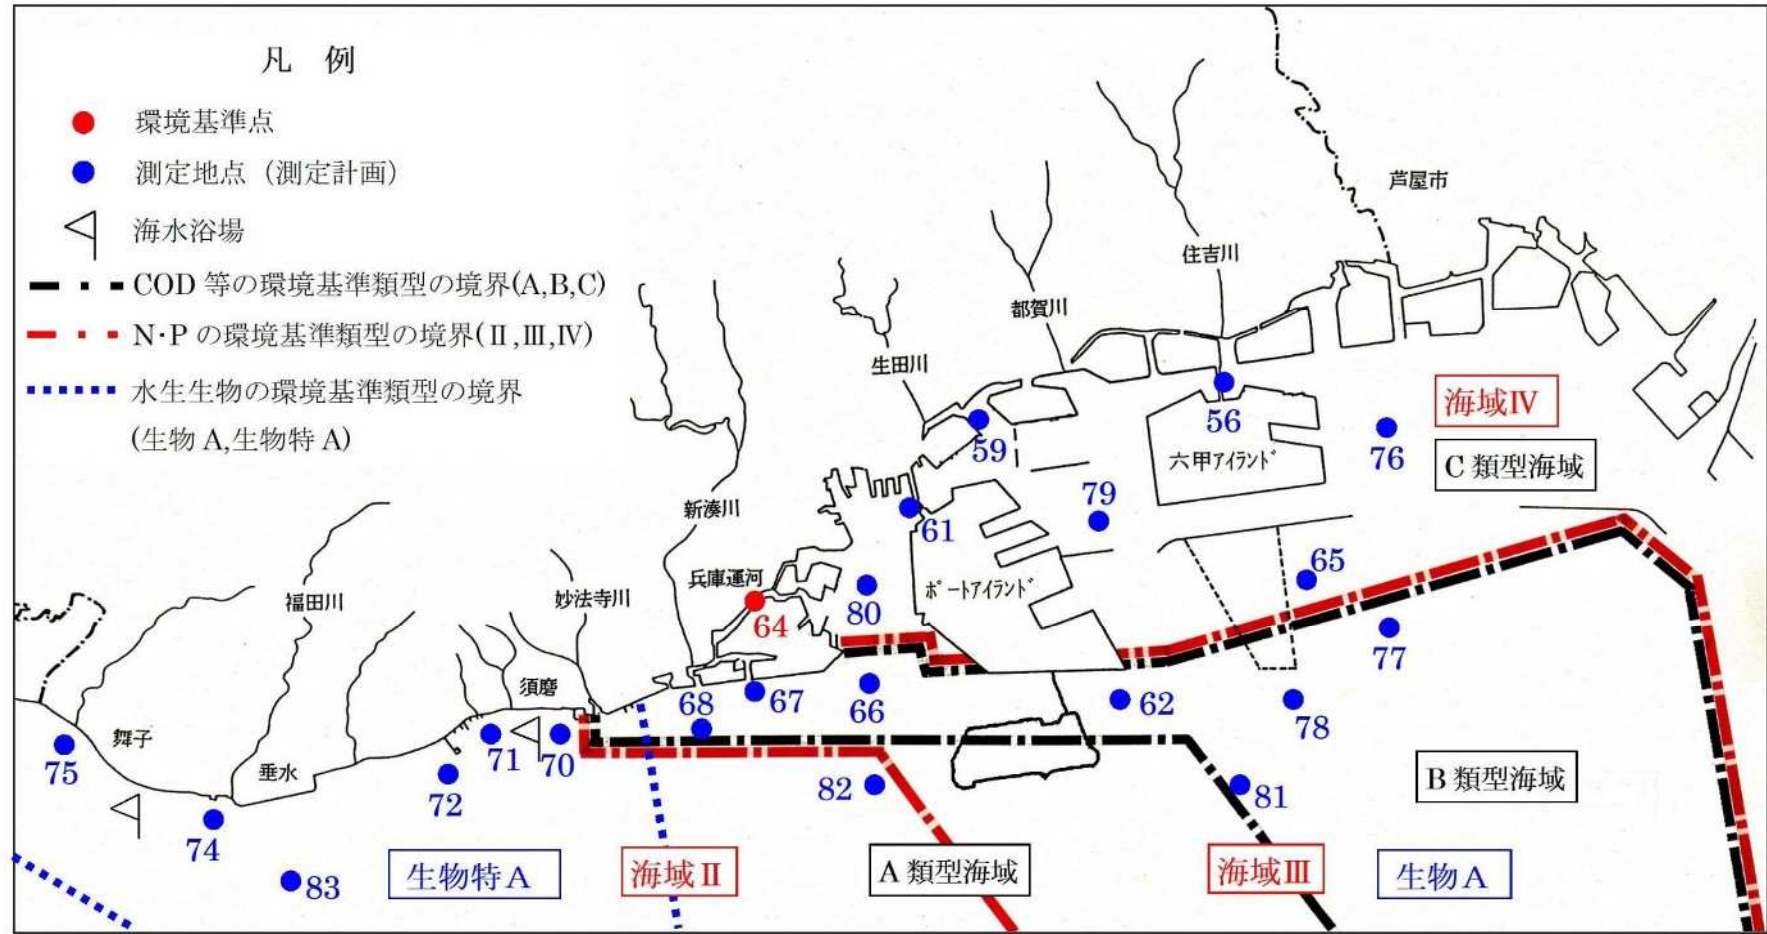 凡 例
環境基準点
測定地点（測定計画）
海水浴場
COD 等の環境基準類型の境界(A,B,C)
N･P の環境基準類型の境界(Ⅱ,Ⅲ,Ⅳ)
水生生物の環境基準類型の境界
(生物 A,生物特 A)
芦屋市
住吉川
都賀川
生田川
新湊川
兵庫運河
妙法寺川
福田川
須磨
舞子
垂水
六甲アイランド
ポートアイランド
海域Ⅳ
C 類型海域
B 類型海域
A 類型海域
海域Ⅲ
海域Ⅱ
生物 A
生物特 A
56
59
76
79
61
65
80
64
77
68
67
66
62
78
75
71
70
72
82
81
74
83